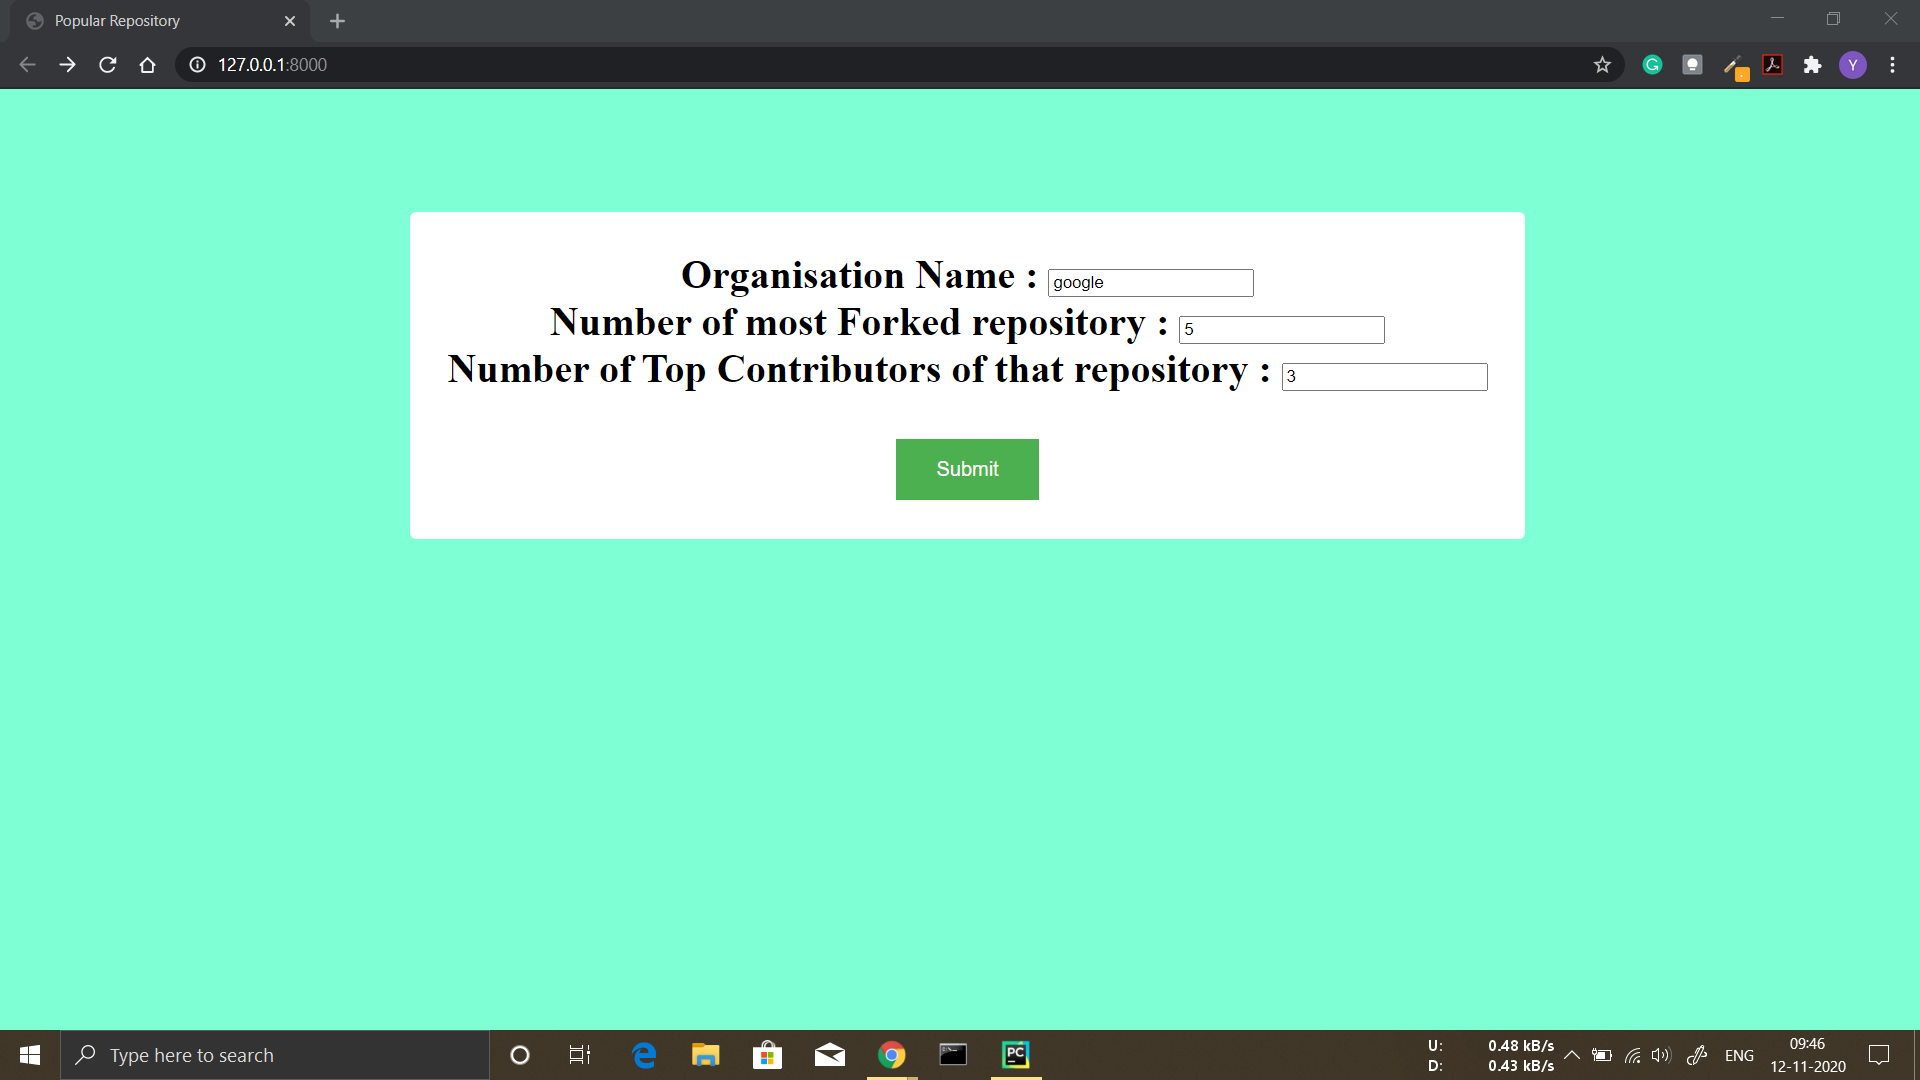 Popular Repository
127.0.0.1:8000
G
Y
Organisation Name : google
Number of most Forked repository : 5
Number of Top Contributors of that repository : 3
Submit
Type here to search
PC
U: 0.48 kB/s
D: 0.43 kB/s
ENG
09:46
12-11-2020